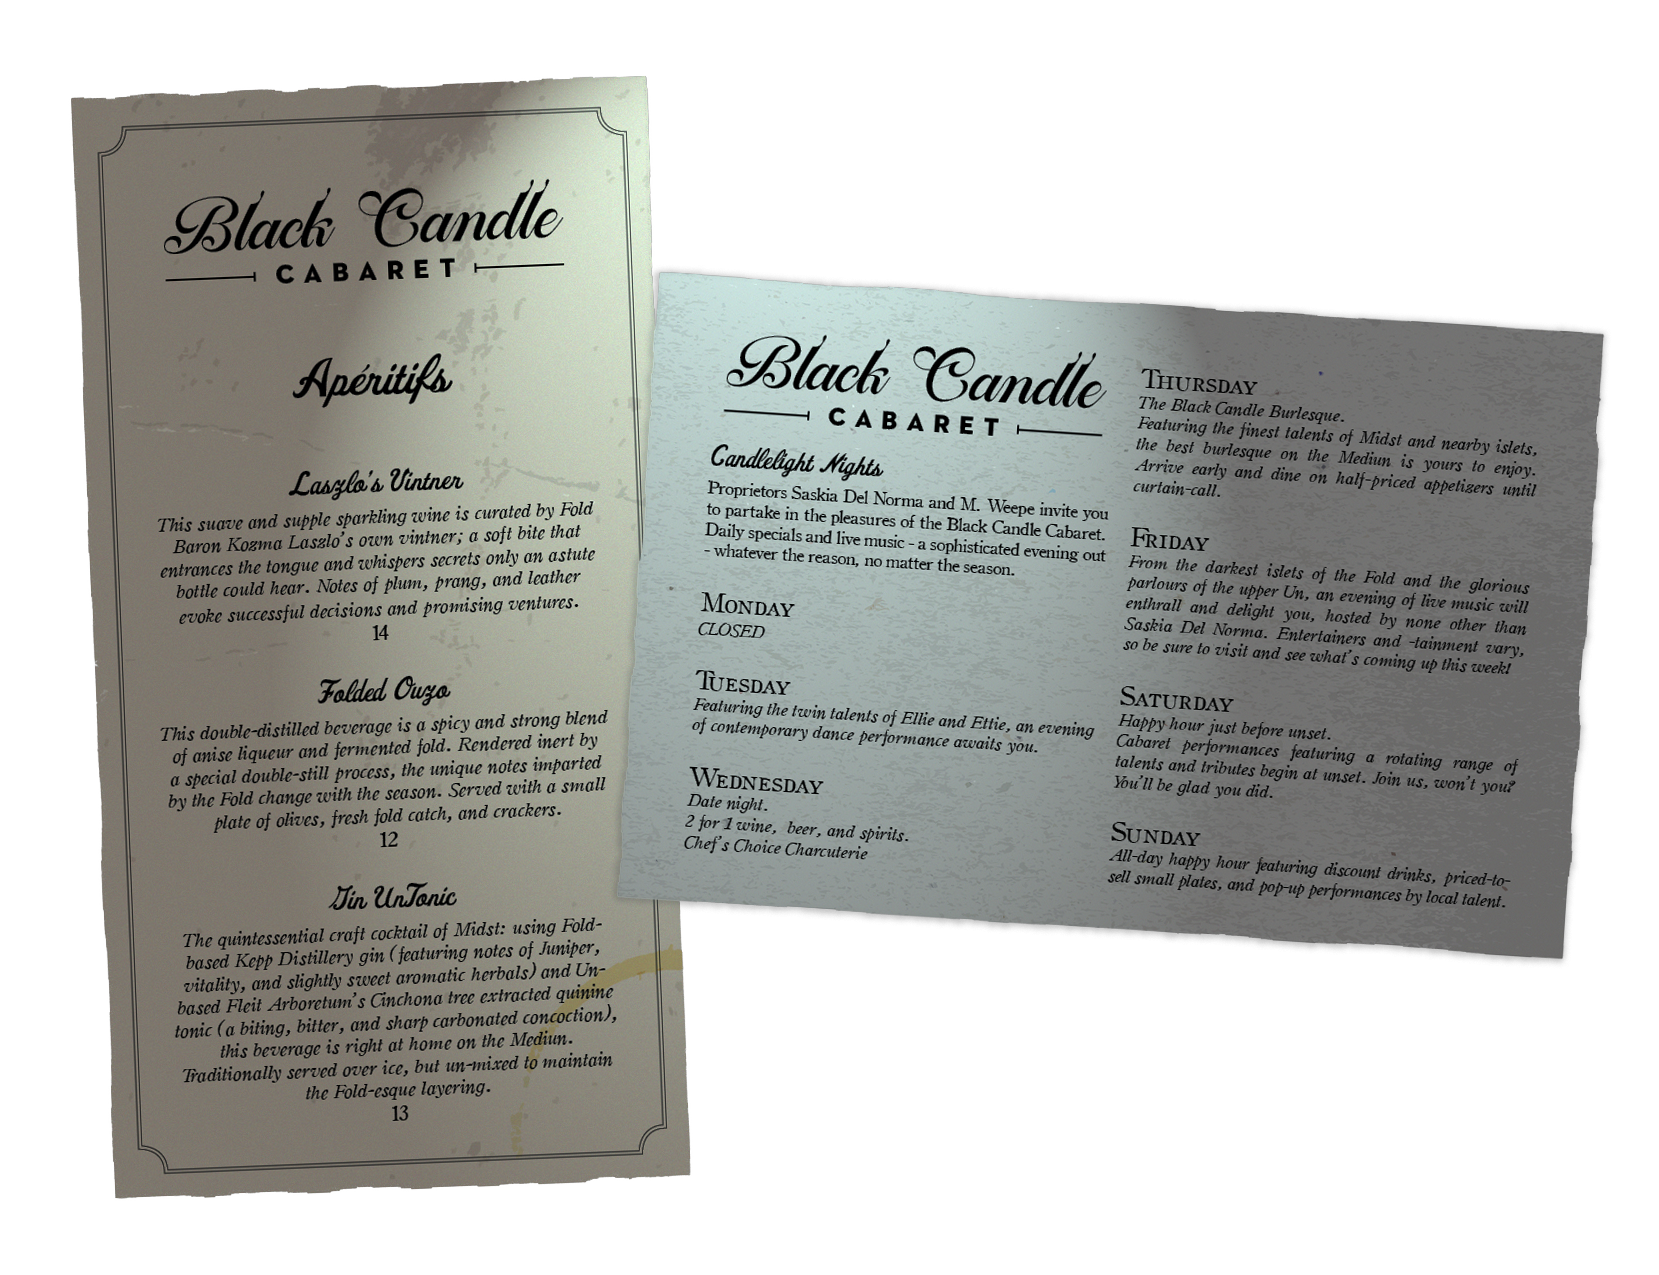 Black Candle
CABARET
Apéritifs
Laszlo's Vintner
This suave and supple sparkling wine is curated by Fold
Baron Kozma Laszlo's own vintner; a soft bite that
entrances the tongue and whispers secrets only an astute
bottle could hear. Notes of plum, prang, and leather
evoke successful decisions and promising ventures.
14
Folded Ouzo
This double-distilled beverage is a spicy and strong blend
of anise liqueur and fermented fold. Rendered inert by
a special double-still process, the unique notes imparted
by the Fold change with the season. Served with a small
plate of olives, fresh fold catch, and crackers.
12
Gin UnTonic
The quintessential craft cocktail of Midst: using Fold-
based Kepp Distillery gin (featuring notes of Juniper,
vitality, and slightly sweet aromatic herbals) and Un-
based Fleit Arboretum's Cinchona tree extracted quinine
tonic (a biting, bitter, and sharp carbonated concoction),
this beverage is right at home on the Mediun.
Traditionally served over ice, but un-mixed to maintain
the Fold-esque layering.
13
Black Candle
CABARET
Candlelight Nights
Proprietors Saskia Del Norma and M. Weepe invite you
to partake in the pleasures of the Black Candle Cabaret.
Daily specials and live music - a sophisticated evening out
- whatever the reason, no matter the season.
MONDAY
CLOSED
TUESDAY
Featuring the twin talents of Ellie and Ettie, an evening
of contemporary dance performance awaits you.
WEDNESDAY
Date night.
2 for 1 wine, beer, and spirits.
Chef's Choice Charcuterie
THURSDAY
The Black Candle Burlesque.
Featuring the finest talents of Midst and nearby islets,
the best burlesque on the Mediun is yours to enjoy.
Arrive early and dine on half-priced appetizers until
curtain-call.
FRIDAY
From the darkest islets of the Fold and the glorious
parlours of the upper Un, an evening of live music will
enthrall and delight you, hosted by none other than
Saskia Del Norma. Entertainers and -tainment vary,
so be sure to visit and see what's coming up this week!
SATURDAY
Happy hour just before unset.
Cabaret performances featuring a rotating range of
talents and tributes begin at unset. Join us, won't you?
You'll be glad you did.
SUNDAY
All-day happy hour featuring discount drinks, priced-to-
sell small plates, and pop-up performances by local talent.